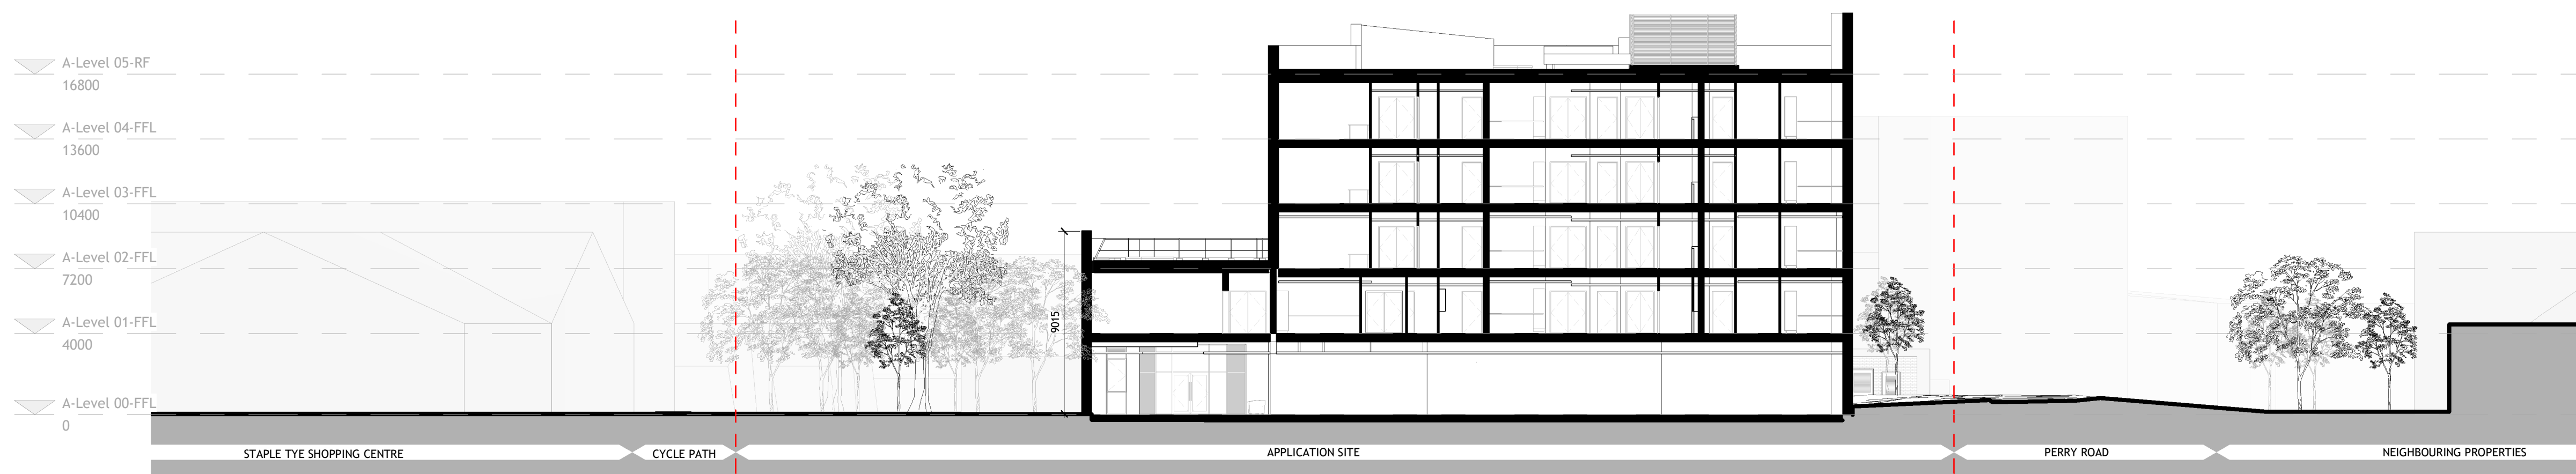 A-Level 05-RF
16800
A-Level 04-FFL
13600
A-Level 03-FFL
10400
A-Level 02-FFL
7200
A-Level 01-FFL
4000
A-Level 00-FFL
0
9015
STAPLE TYE SHOPPING CENTRE
CYCLE PATH
APPLICATION SITE
PERRY ROAD
NEIGHBOURING PROPERTIES